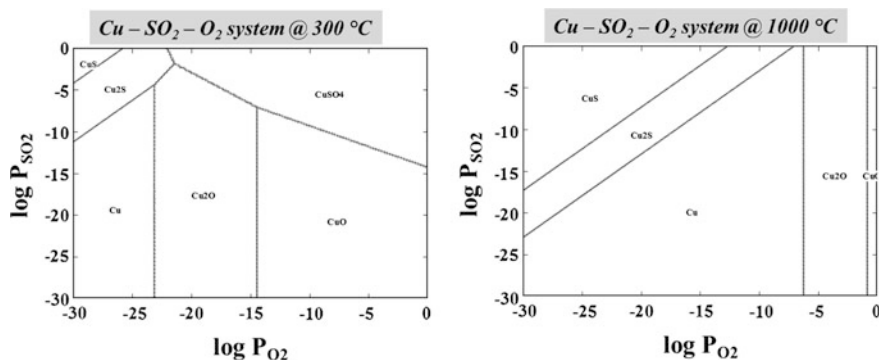 Cu – SO2 – O2 system @ 300 °C
0
-5
-10
-15
-20
-25
-30
log PSO2
CuS
Cu2S
CuSO4
Cu
Cu2O
CuO
-30 -25 -20 -15 -10 -5 0
log PO2
Cu – SO2 – O2 system @ 1000 °C
0
-5
-10
-15
-20
-25
-30
log PSO2
CuS
Cu2S
Cu2O
Cu
-30 -25 -20 -15 -10 -5 0
log PO2